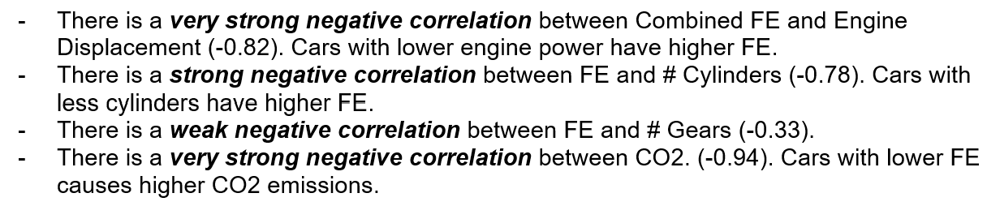 - There is a very strong negative correlation between Combined FE and Engine
Displacement (-0.82). Cars with lower engine power have higher FE.
- There is a strong negative correlation between FE and # Cylinders (-0.78). Cars with
less cylinders have higher FE.
- There is a weak negative correlation between FE and # Gears (-0.33).
- There is a very strong negative correlation between CO2. (-0.94). Cars with lower FE
causes higher CO2 emissions.